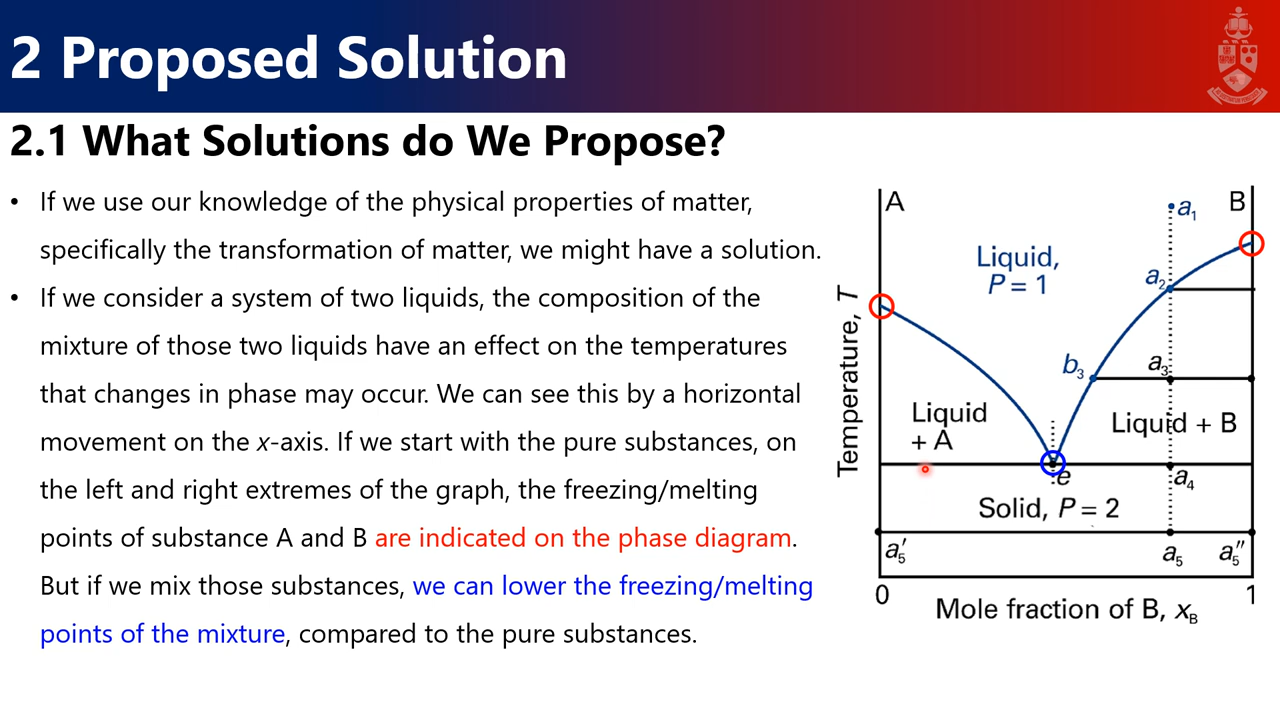 2 Proposed Solution
2.1 What Solutions do We Propose?
• If we use our knowledge of the physical properties of matter,
specifically the transformation of matter, we might have a solution.
• If we consider a system of two liquids, the composition of the
mixture of those two liquids have an effect on the temperatures
that changes in phase may occur. We can see this by a horizontal
movement on the x-axis. If we start with the pure substances, on
the left and right extremes of the graph, the freezing/melting
points of substance A and B are indicated on the phase diagram.
But if we mix those substances, we can lower the freezing/melting
points of the mixture, compared to the pure substances.
A
B
a₁
Liquid,
P = 1
a₂
Temperature, T
b₃
a₃
Liquid
+ A
Liquid + B
e
a₄
Solid, P = 2
a₅′
a₅
a₅″
0
1
Mole fraction of B, x_B